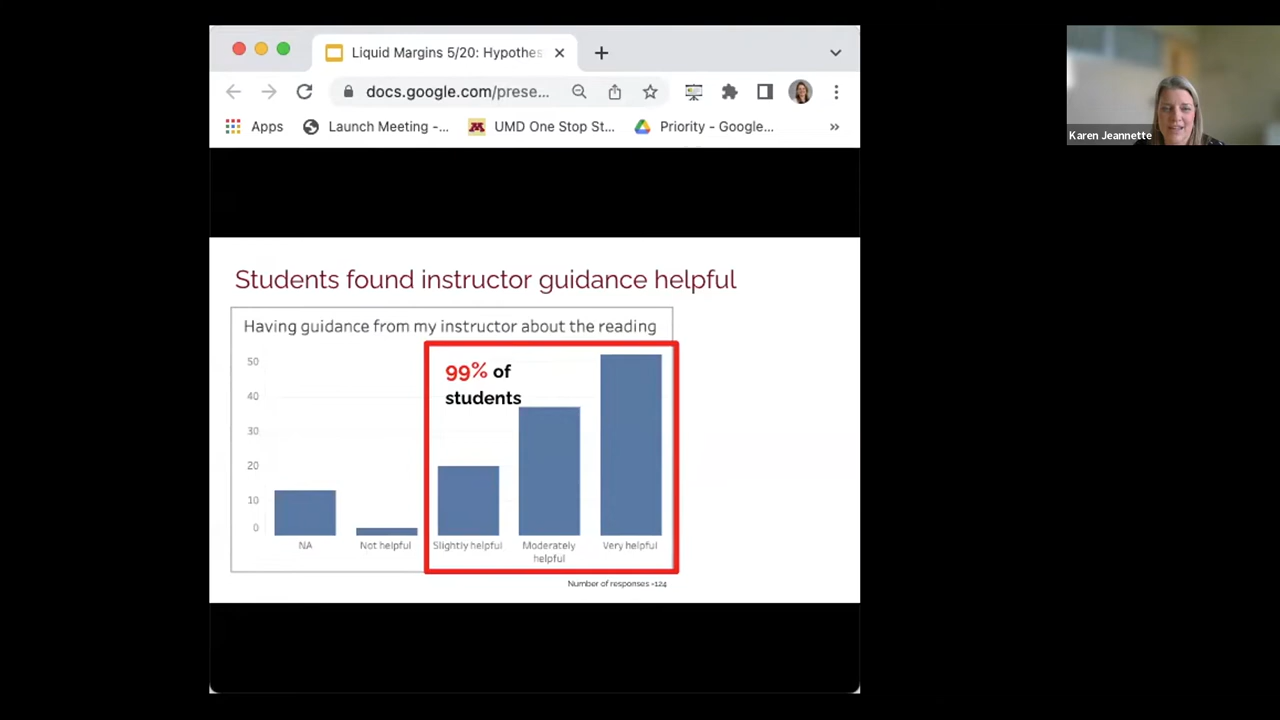 Liquid Margins 5/20: Hypothes
docs.google.com/prese...
Apps
Launch Meeting -...
UMD One Stop St...
Priority - Google...
»
Karen Jeannette
Students found instructor guidance helpful
Having guidance from my instructor about the reading
99% of
students
50
40
30
20
10
0
NA
Not helpful
Slightly helpful
Moderately
helpful
Very helpful
Number of responses =124